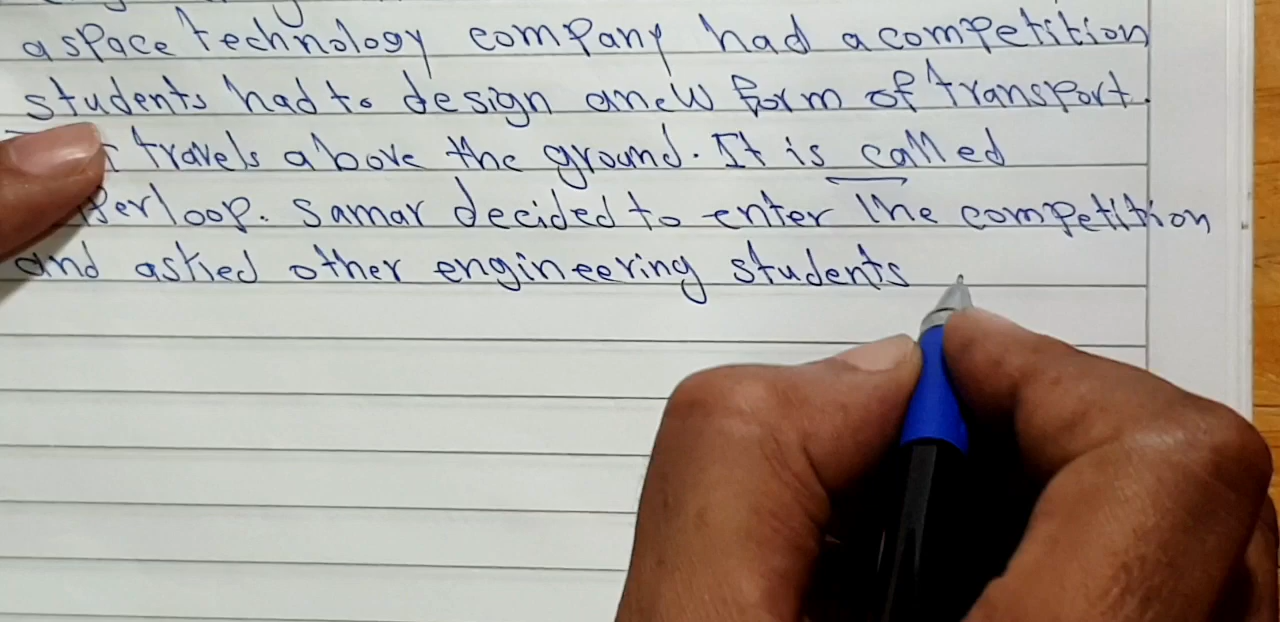 a space technology company had a competition
students had to design a new form of transport.
travels above the ground. It is called
perloop. Samar decided to enter the competition
and asked other engineering students